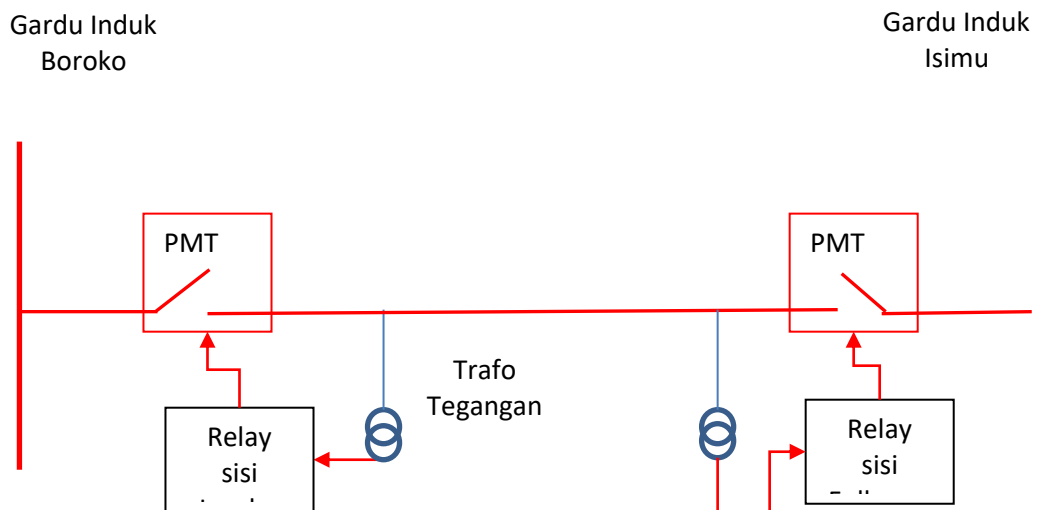 Gardu Induk
Boroko
Gardu Induk
Isimu
PMT
PMT
Trafo
Tegangan
Relay
sisi
Relay
sisi